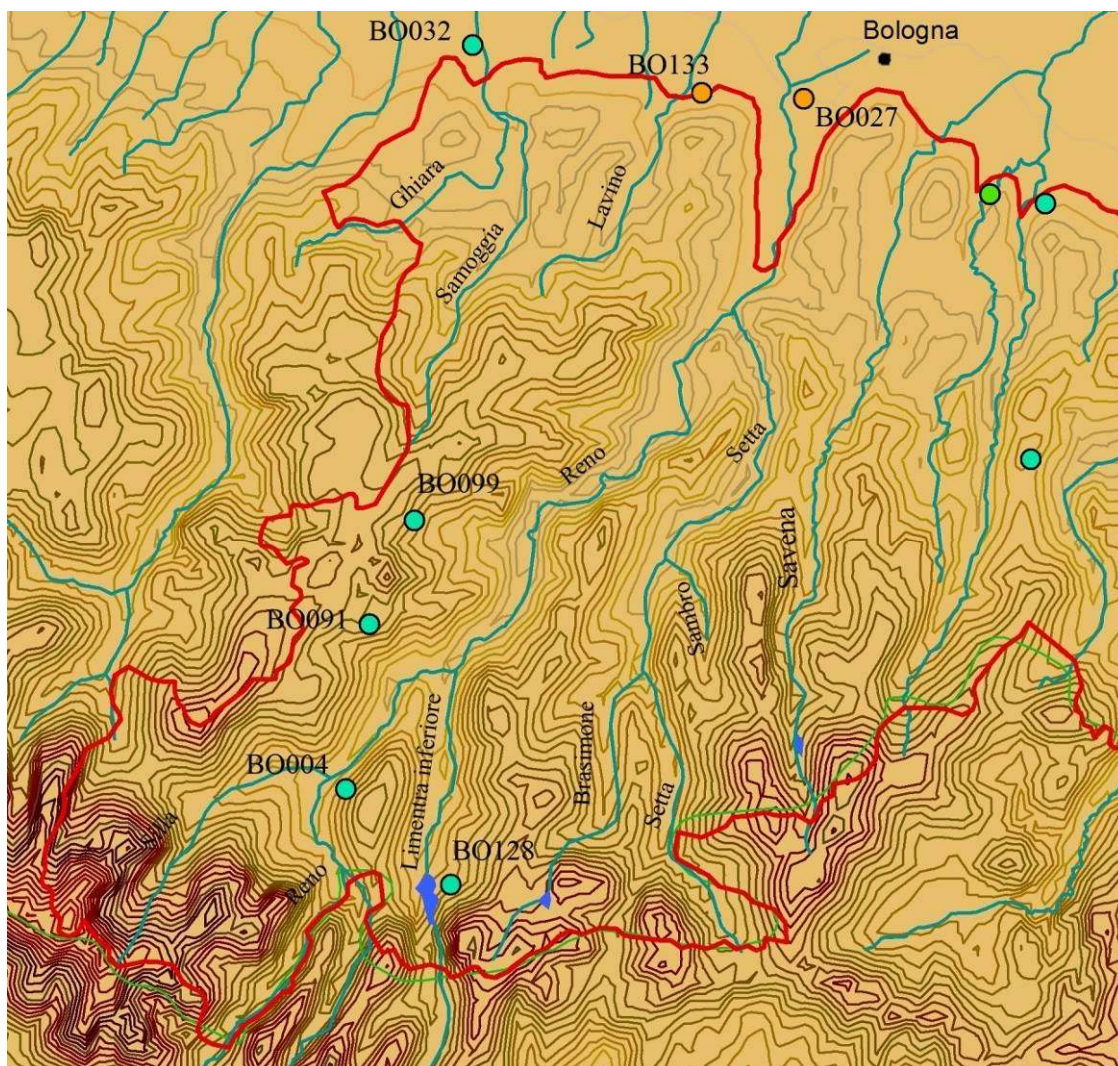 BO032
Bologna
BO133
BO027
Ghiara
Lavino
Samoggia
Setta
Reno
BO099
Savena
Sambro
BO091
Limentra inferiore
Brasimone
BO004
Setta
BO128
Reno